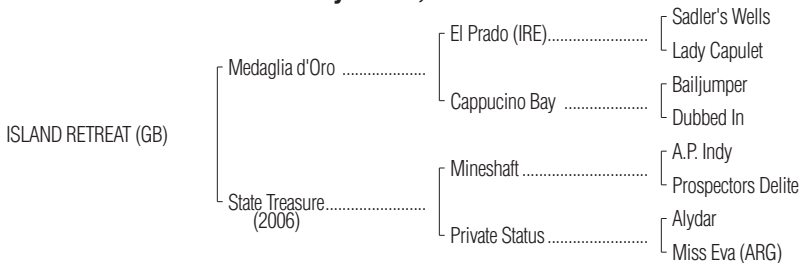 Sadler's Wells
El Prado (IRE)
Lady Capulet
Medaglia d'Oro
Bailjumper
Cappucino Bay
Dubbed In
ISLAND RETREAT (GB)
A.P. Indy
Mineshaft
Prospectors Delite
State Treasure
(2006)
Alydar
Private Status
Miss Eva (ARG)